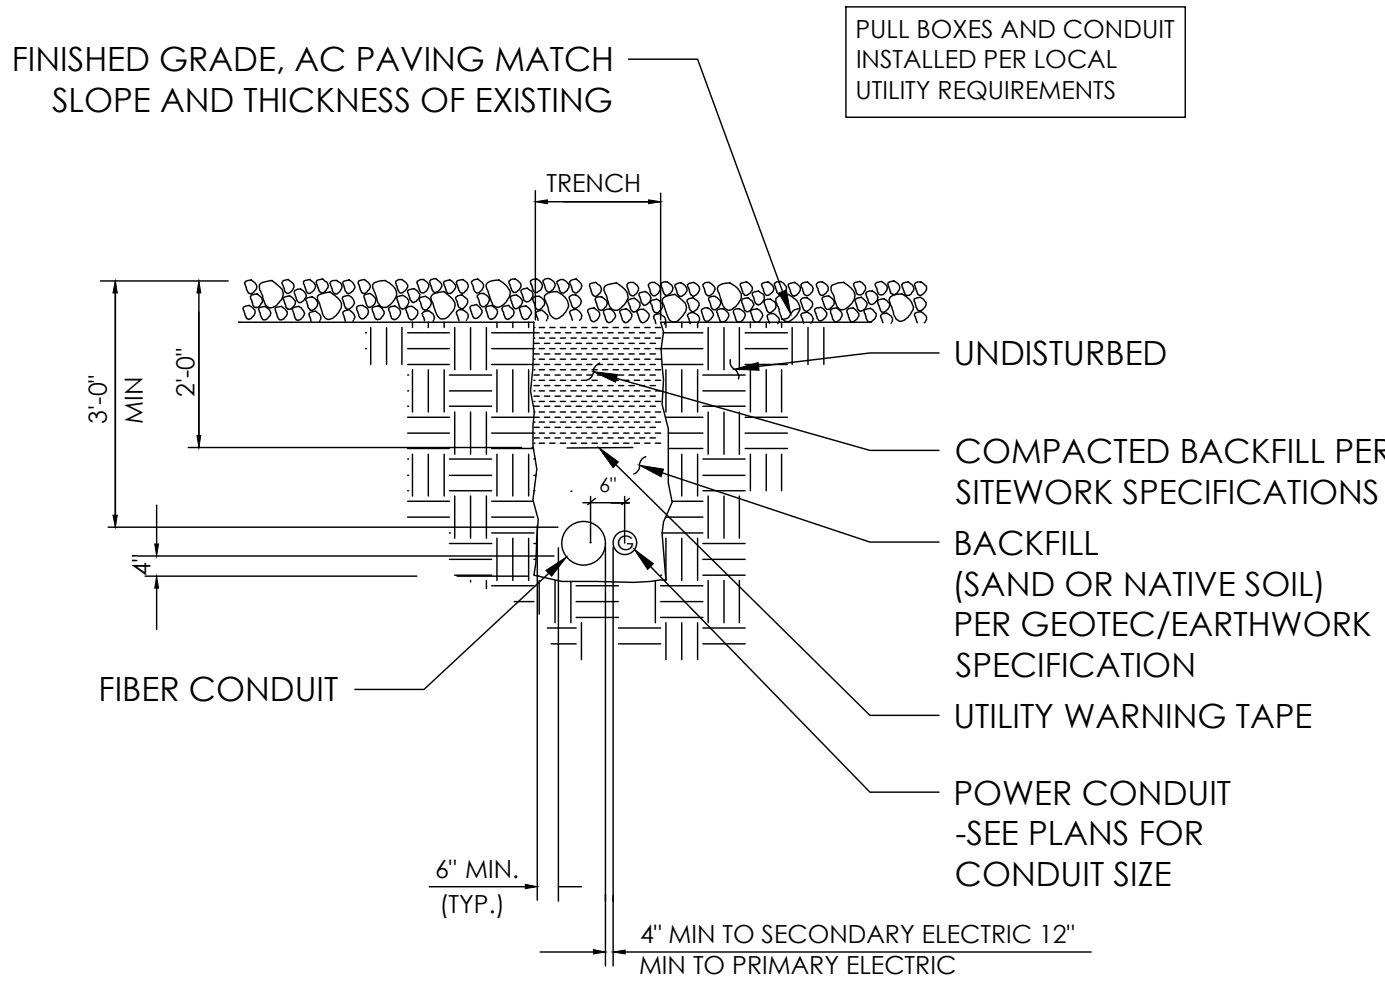 PULL BOXES AND CONDUIT
INSTALLED PER LOCAL
UTILITY REQUIREMENTS
FINISHED GRADE, AC PAVING MATCH
SLOPE AND THICKNESS OF EXISTING
TRENCH
3'-0"
MIN
2'-0"
UNDISTURBED
COMPACTED BACKFILL PER
SITEWORK SPECIFICATIONS
6"
G
4"
BACKFILL
(SAND OR NATIVE SOIL)
PER GEOTEC/EARTHWORK
SPECIFICATION
FIBER CONDUIT
UTILITY WARNING TAPE
POWER CONDUIT
-SEE PLANS FOR
CONDUIT SIZE
6" MIN.
(TYP.)
4" MIN TO SECONDARY ELECTRIC 12"
MIN TO PRIMARY ELECTRIC